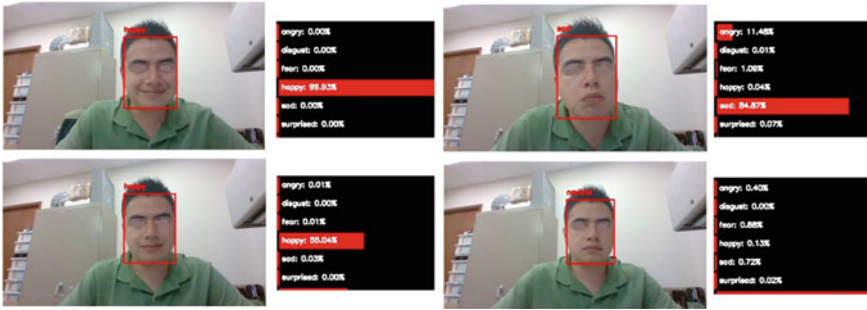 happy
angry: 0.00%
disgust: 0.00%
fear: 0.00%
happy: 99.93%
sad: 0.00%
surprised: 0.00%
sad
angry: 11.48%
disgust: 0.01%
fear: 1.09%
happy: 0.04%
sad: 84.87%
surprised: 0.07%
happy
angry: 0.01%
disgust: 0.00%
fear: 0.01%
happy: 55.04%
sad: 0.03%
surprised: 0.00%
neutral
angry: 0.40%
disgust: 0.00%
fear: 0.88%
happy: 0.13%
sad: 0.72%
surprised: 0.02%